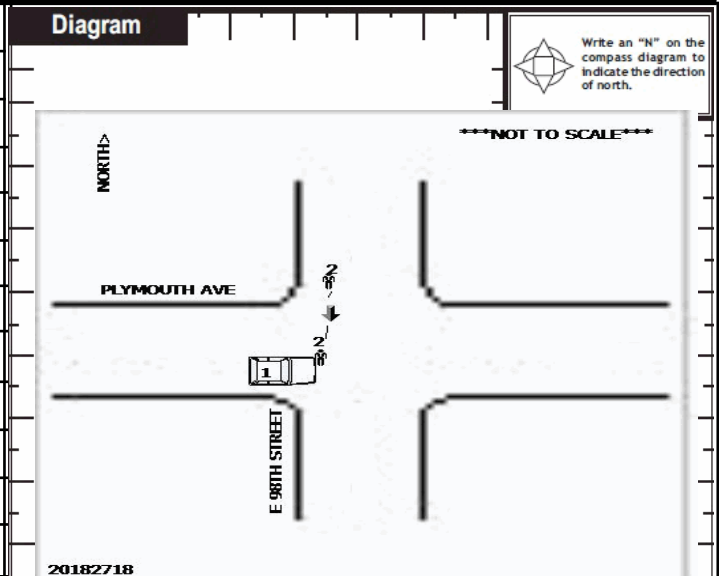 Diagram
Write an “N” on the
compass diagram to
indicate the direction
of north.
***NOT TO SCALE***
NORTH>
2
PLYMOUTH AVE
2
1
E 98TH STREET
20182718